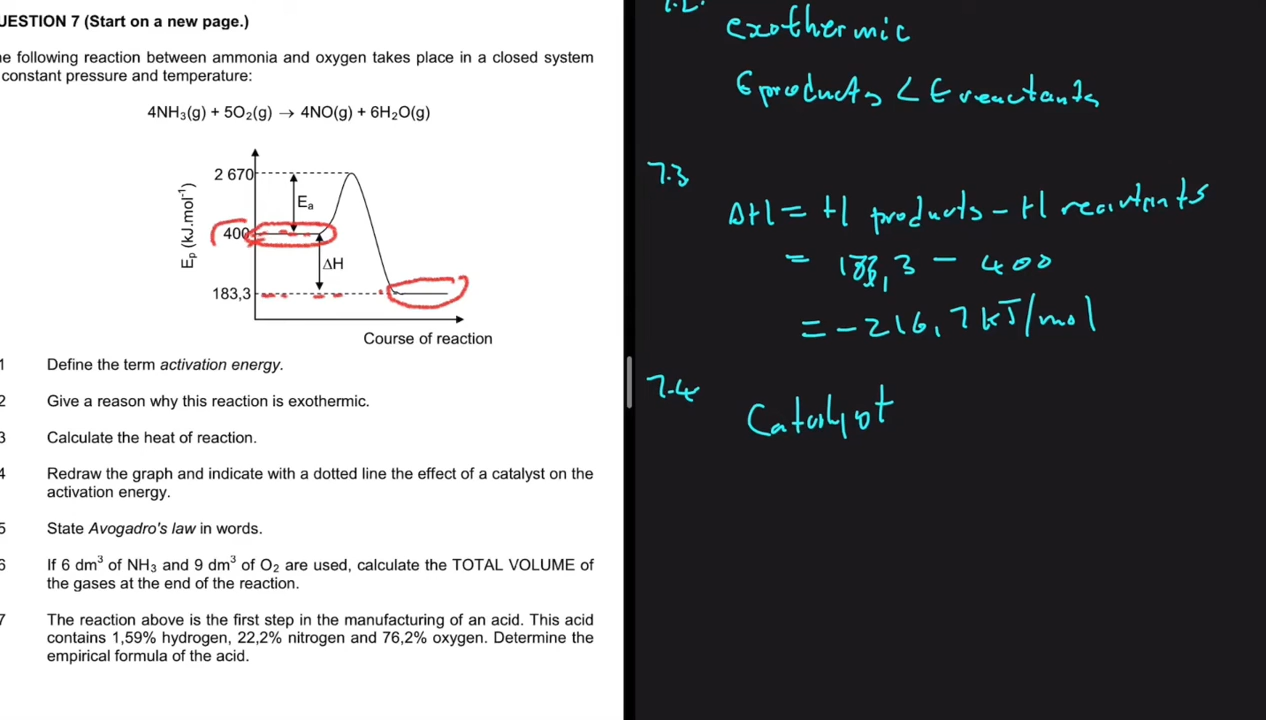 UESTION 7 (Start on a new page.)
e following reaction between ammonia and oxygen takes place in a closed system
constant pressure and temperature:
4NH₃(g) + 5O₂(g) → 4NO(g) + 6H₂O(g)
Eₚ (kJ.mol⁻¹)
2 670
Eₐ
400
ΔH
183,3
Course of reaction
1 Define the term activation energy.
2 Give a reason why this reaction is exothermic.
3 Calculate the heat of reaction.
4 Redraw the graph and indicate with a dotted line the effect of a catalyst on the
activation energy.
5 State Avogadro's law in words.
6 If 6 dm³ of NH₃ and 9 dm³ of O₂ are used, calculate the TOTAL VOLUME of
the gases at the end of the reaction.
7 The reaction above is the first step in the manufacturing of an acid. This acid
contains 1,59% hydrogen, 22,2% nitrogen and 76,2% oxygen. Determine the
empirical formula of the acid.
7.2.
exothermic
E products < E reactants
7.3
ΔH = H products - H reactants
= 183,3 - 400
= -216,7 kJ/mol
7.4
Catalyst